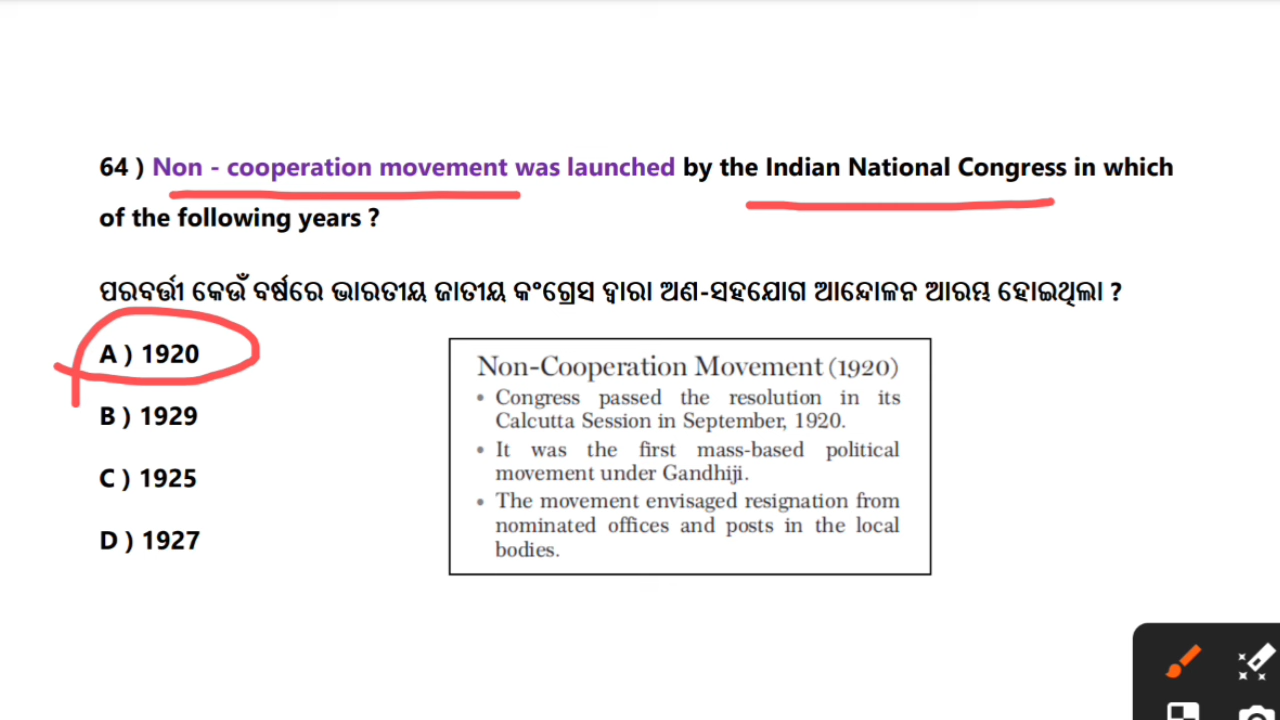 64 ) Non - cooperation movement was launched by the Indian National Congress in which
of the following years ?
ପରବର୍ତ୍ତୀ କେଉଁ ବର୍ଷରେ ଭାରତୀୟ ଜାତୀୟ କଂଗ୍ରେସ ଦ୍ୱାରା ଅଣ-ସହଯୋଗ ଆନ୍ଦୋଳନ ଆରମ୍ଭ ହୋଇଥିଲା ?
A ) 1920
B ) 1929
C ) 1925
D ) 1927
Non-Cooperation Movement (1920)
• Congress passed the resolution in its
Calcutta Session in September, 1920.
• It was the first mass-based political
movement under Gandhiji.
• The movement envisaged resignation from
nominated offices and posts in the local
bodies.